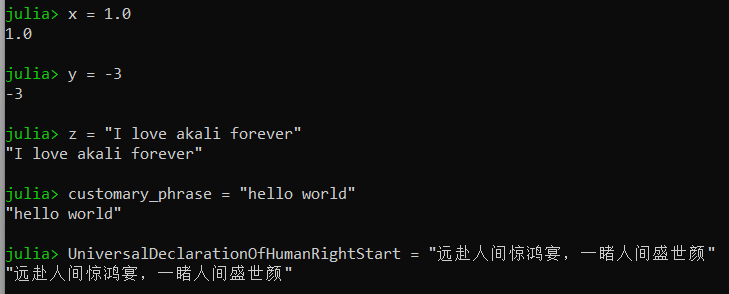 julia> x = 1.0
1.0
julia> y = -3
-3
julia> z = "I love akali forever"
"I love akali forever"
julia> customary_phrase = "hello world"
"hello world"
julia> UniversalDeclarationOfHumanRightStart = "远赴人间惊鸿宴，一睹人间盛世颜"
"远赴人间惊鸿宴，一睹人间盛世颜"